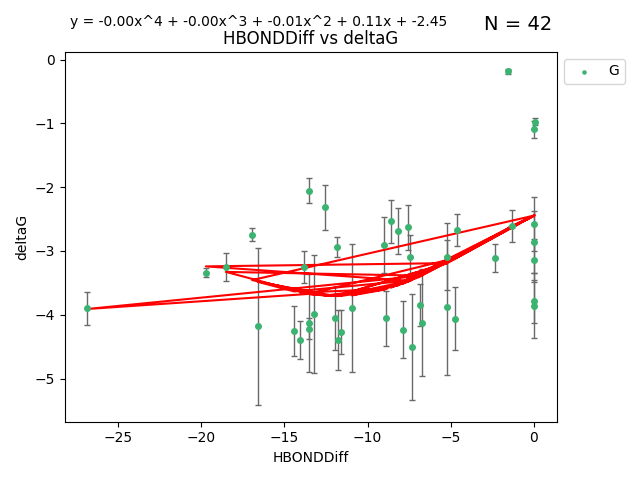 y = -0.00x^4 + -0.00x^3 + -0.01x^2 + 0.11x + -2.45
N = 42
HBONDDiff vs deltaG
G
0
−1
−2
−3
−4
−5
deltaG
−25 −20 −15 −10 −5 0
HBONDDiff